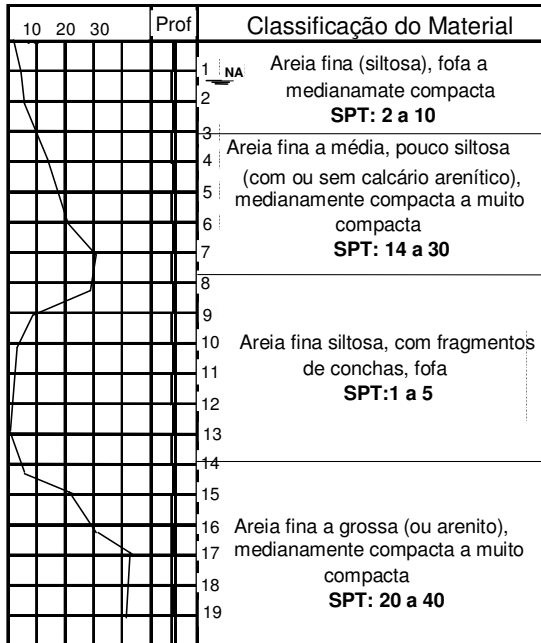 10 20 30 Prof Classificação do Material
1 NA
Areia fina (siltosa), fofa a
medianamate compacta
2
SPT: 2 a 10
3
Areia fina a média, pouco siltosa
4
(com ou sem calcário arenítico),
5
medianamente compacta a muito
6
compacta
7
SPT: 14 a 30
8
9
10
Areia fina siltosa, com fragmentos
de conchas, fofa
11
SPT:1 a 5
12
13
14
15
16
Areia fina a grossa (ou arenito),
17
medianamente compacta a muito
compacta
18
SPT: 20 a 40
19